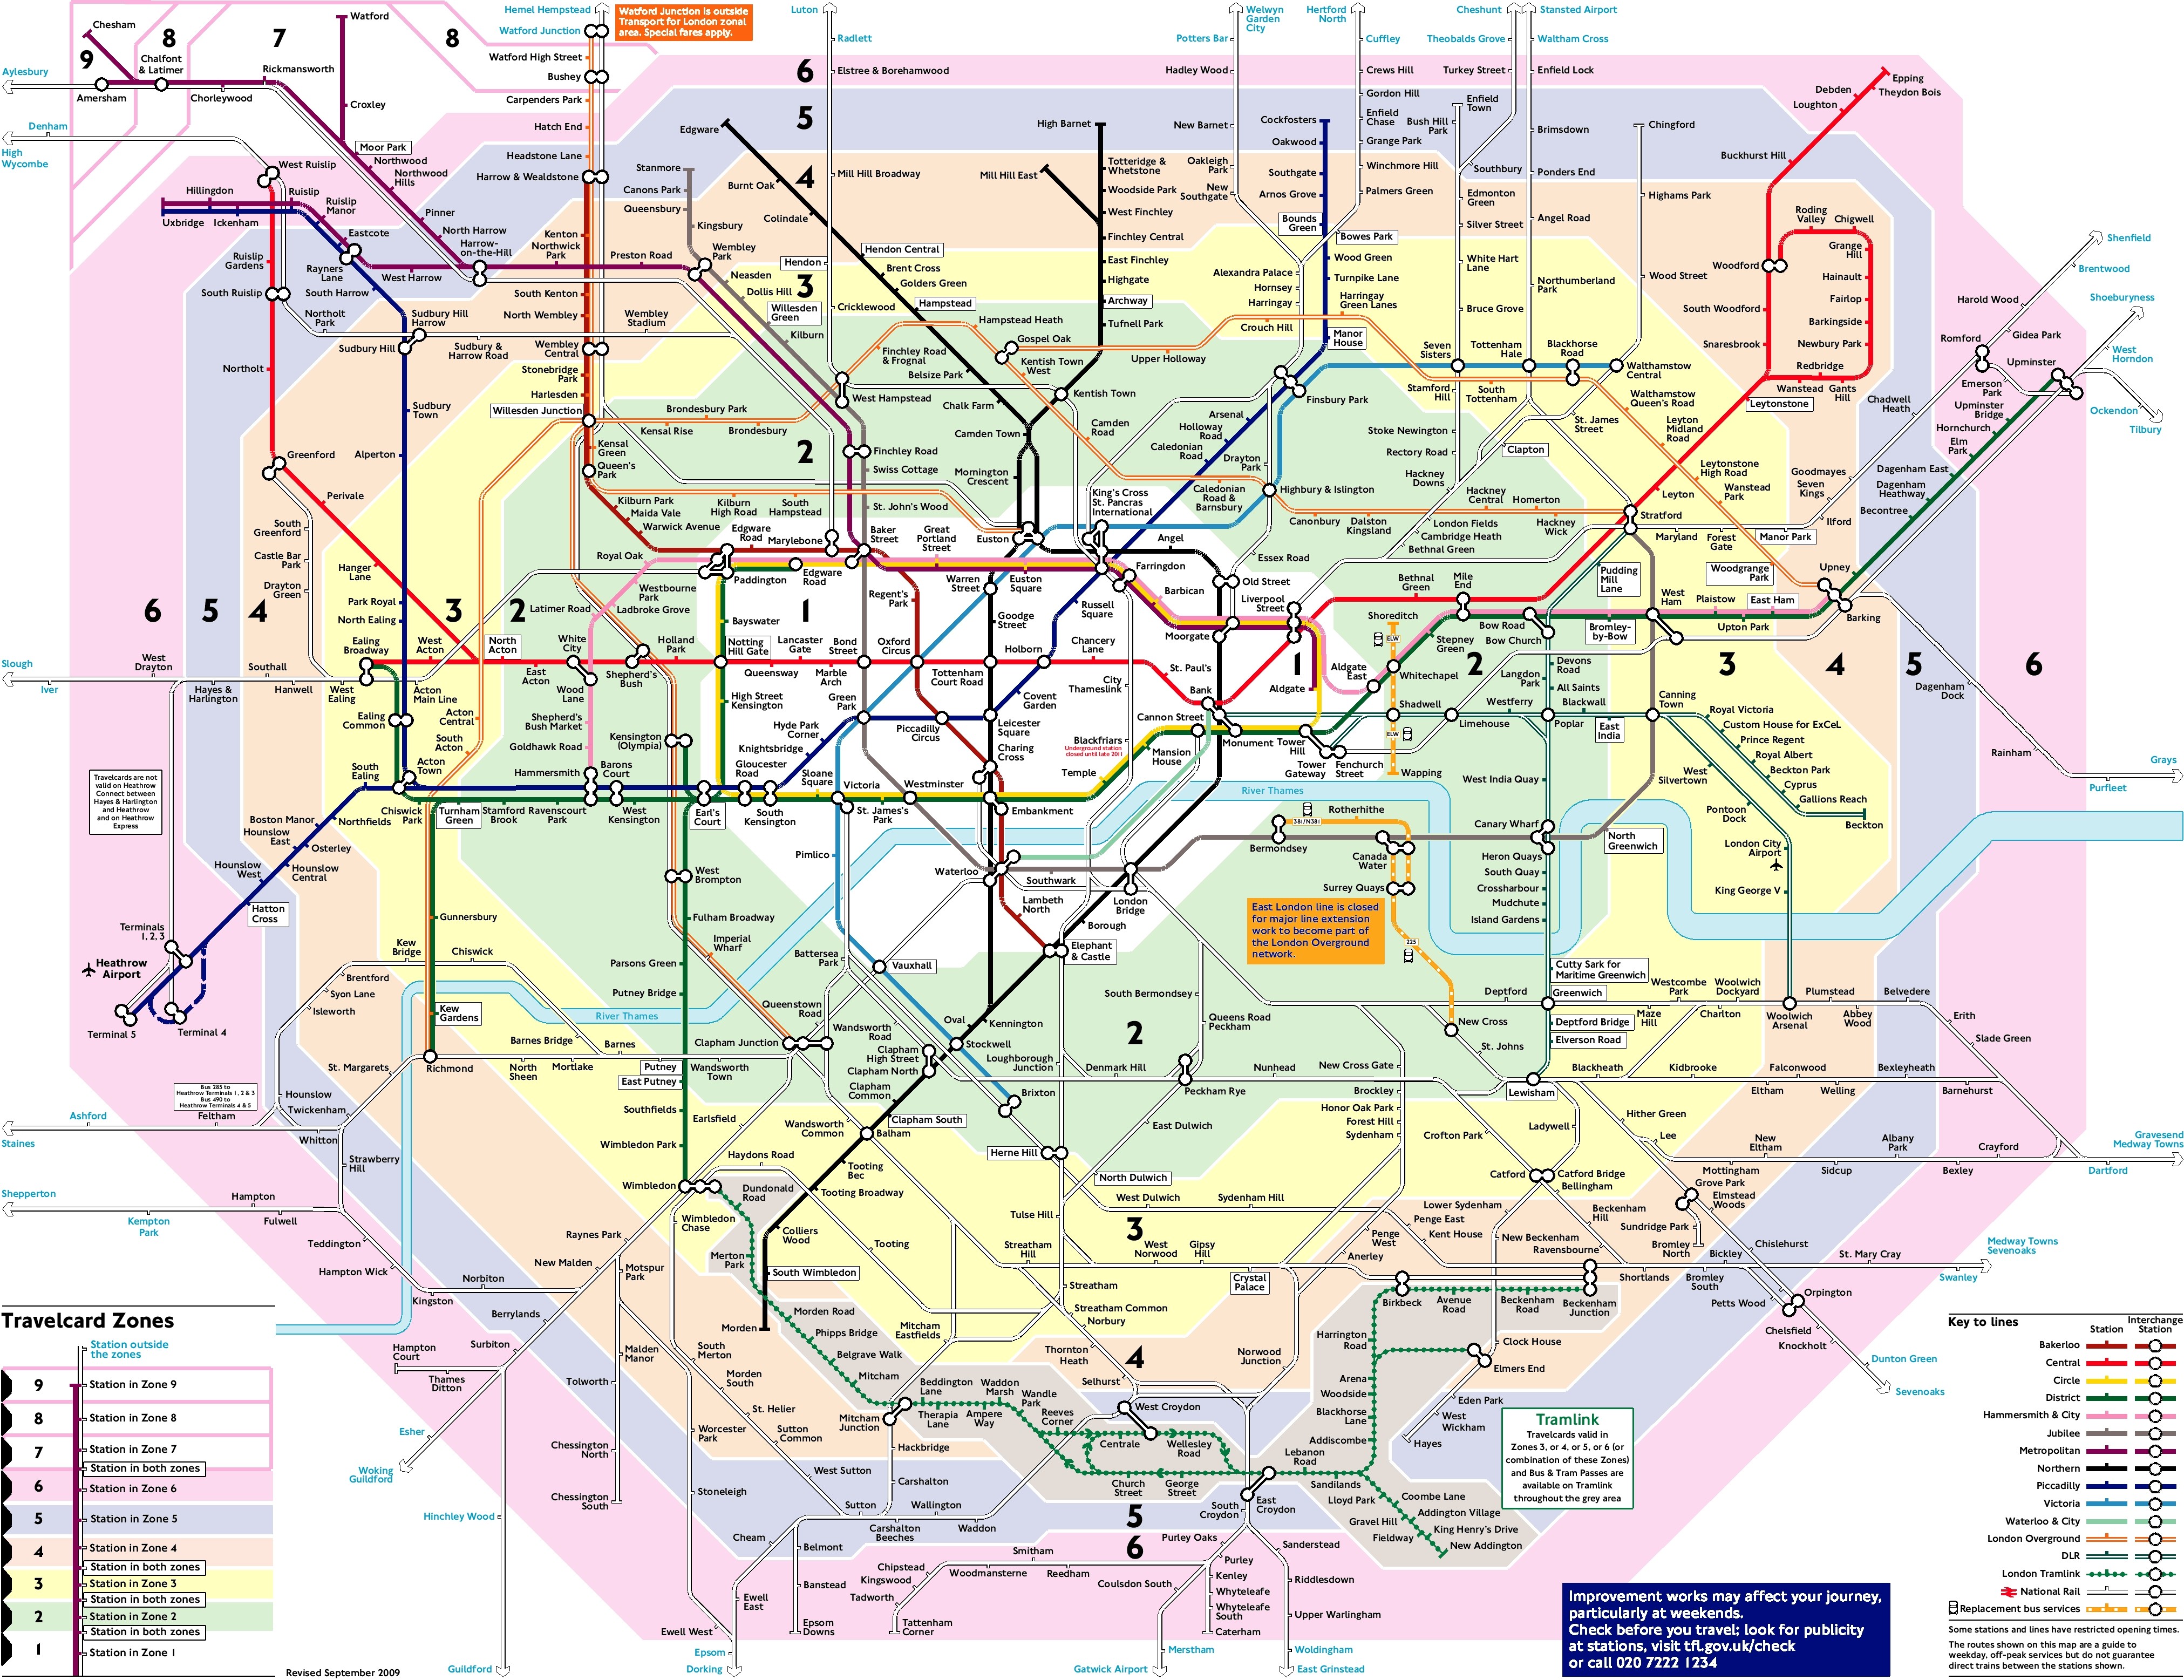 Chesham
9
8
7
8
Chalfont
& Latimer
Watford
Rickmansworth
Aylesbury
Amersham
Chorleywood
Croxley
Denham
High
Wycombe
Moor Park
Northwood
Northwood
Hills
West Ruislip
Hillingdon
Ruislip
Ruislip
Manor
Uxbridge
Ickenham
Eastcote
Pinner
North Harrow
Harrow-
on-the-Hill
Rayners
Lane
West Harrow
Ruislip
Gardens
South Ruislip
South Harrow
Northolt
Park
Sudbury Hill
Harrow
Sudbury Hill
Sudbury &
Harrow Road
Northolt
Sudbury
Town
Alperton
Greenford
Perivale
South
Greenford
Castle Bar
Park
Drayton
Green
Hanger
Lane
Park Royal
North Ealing
Hemel Hempstead
Watford Junction
Watford Junction is outside
Transport for London zonal
area. Special fares apply.
Watford High Street
Bushey
Carpenders Park
Hatch End
Headstone Lane
Harrow & Wealdstone
Kenton
Northwick
Park
Preston Road
South Kenton
North Wembley
Wembley
Central
Wembley
Stadium
Stonebridge
Park
Harlesden
Willesden Junction
Kensal
Green
Queen's
Park
Kilburn Park
Maida Vale
Warwick Avenue
Royal Oak
Westbourne
Park
Ladbroke Grove
Latimer Road
Luton
Radlett
6
Elstree & Borehamwood
5
4
Mill Hill Broadway
3
2
Edgware
Burnt Oak
Colindale
Hendon Central
Hendon
Brent Cross
Golders Green
Hampstead
Cricklewood
Stanmore
Canons Park
Queensbury
Kingsbury
Wembley
Park
Neasden
Dollis Hill
Willesden
Green
Kilburn
West Hampstead
Finchley Road
Swiss Cottage
St. John's Wood
Finchley Road
& Frognal
Belsize Park
Chalk Farm
Camden Town
Mornington
Crescent
Hampstead Heath
Gospel Oak
Kentish Town
West
Kentish Town
Camden
Road
Brondesbury Park
Kensal Rise
Brondesbury
Kilburn
High Road
South
Hampstead
High Barnet
Totteridge &
Whetstone
Woodside Park
West Finchley
Mill Hill East
Finchley Central
East Finchley
Highgate
Archway
Tufnell Park
Upper Holloway
Crouch Hill
Harringay
Green Lanes
Welwyn
Garden
City
Potters Bar
Hadley Wood
New Barnet
Oakleigh
Park
New
Southgate
Alexandra Palace
Hornsey
Harringay
Hertford
North
Cuffley
Crews Hill
Gordon Hill
Enfield
Chase
Grange Park
Winchmore Hill
Palmers Green
Bowes Park
Cockfosters
Oakwood
Southgate
Arnos Grove
Bounds
Green
Wood Green
Turnpike Lane
Manor
House
Finsbury Park
Arsenal
Holloway
Road
Caledonian
Road
Drayton
Park
Highbury & Islington
Caledonian
Road &
Barnsbury
Canonbury
Dalston
Kingsland
Hackney
Central
Homerton
Hackney
Wick
Essex Road
Cheshunt
Theobalds Grove
Turkey Street
Enfield
Town
Bush Hill
Park
Southbury
Edmonton
Green
Silver Street
White Hart
Lane
Bruce Grove
Seven
Sisters
Stamford
Hill
Stoke Newington
Rectory Road
Hackney
Downs
London Fields
Cambridge Heath
Bethnal Green
Stansted Airport
Waltham Cross
Enfield Lock
Brimsdown
Ponders End
Angel Road
Northumberland
Park
Tottenham
Hale
South
Tottenham
Blackhorse
Road
Walthamstow
Central
Walthamstow
Queen's Road
St. James
Street
Clapton
Leyton
Midland
Road
Leytonstone
High Road
Wanstead
Park
Chingford
Highams Park
Wood Street
Epping
Theydon Bois
Debden
Loughton
Buckhurst Hill
Roding
Valley
Chigwell
Grange
Hill
Woodford
Hainault
South Woodford
Fairlop
Barkingside
Snaresbrook
Newbury Park
Redbridge
Wanstead
Gants
Hill
Leytonstone
Leyton
Stratford
Maryland
Forest
Gate
Manor Park
Ilford
Seven
Kings
Goodmayes
Chadwell
Heath
Romford
Gidea Park
Harold Wood
Brentwood
Shenfield
Shoeburyness
West
Horndon
Ockendon
Tilbury
Upminster
Emerson
Park
Upminster
Bridge
Hornchurch
Elm
Park
Dagenham East
Dagenham
Heathway
Becontree
Upney
Barking
Woodgrange
Park
East Ham
Upton Park
Plaistow
West
Ham
Bromley-
by-Bow
Pudding
Mill
Lane
Dagenham
Dock
Rainham
Grays
Purfleet
6
5
4
3
2
1
1
2
3
4
5
6
Slough
Iver
West
Drayton
Hayes &
Harlington
Southall
Hanwell
West
Ealing
Ealing
Broadway
West
Acton
Acton
Main Line
Ealing
Common
Acton
Central
South
Acton
Acton
Town
South
Ealing
North
Acton
East
Acton
White
City
Wood
Lane
Shepherd's
Bush
Holland
Park
Notting
Hill Gate
Queensway
Lancaster
Gate
Marble
Arch
Bond
Street
Oxford
Circus
Tottenham
Court Road
Holborn
Chancery
Lane
St. Paul's
Bank
Liverpool
Street
Bethnal
Green
Mile
End
Edgware
Road
Marylebone
Baker
Street
Great
Portland
Street
Paddington
Edgware
Road
Bayswater
Regent's
Park
Warren
Street
Euston
Euston
Square
King's Cross
St. Pancras
International
Angel
Farringdon
Barbican
Old Street
Moorgate
Goodge
Street
Russell
Square
City
Thameslink
Shoreditch
ELW
Stepney
Green
Bow Road
Bow Church
Devons
Road
Langdon
Park
All Saints
Aldgate
East
Aldgate
Whitechapel
Shadwell
ELW
Wapping
Limehouse
Westferry
Poplar
Blackwall
East
India
Canning
Town
Royal Victoria
Custom House for ExCeL
Prince Regent
Royal Albert
Beckton Park
Cyprus
Gallions Reach
Beckton
West
Silvertown
Pontoon
Dock
London City
Airport
King George V
Woolwich
Arsenal
Shepherd's
Bush Market
Goldhawk Road
Hammersmith
Barons
Court
Kensington
(Olympia)
High Street
Kensington
Gloucester
Road
Knightsbridge
Hyde Park
Corner
Green
Park
Piccadilly
Circus
Leicester
Square
Covent
Garden
Charing
Cross
Blackfriars
Underground station
closed until late 2011
Mansion
House
Cannon Street
Monument
Tower
Hill
Tower
Gateway
Fenchurch
Street
Temple
Embankment
Westminster
St. James's
Park
Victoria
Sloane
Square
South
Kensington
Earl's
Court
West
Kensington
Ravenscourt
Park
Stamford
Brook
Turnham
Green
Chiswick
Park
Travelcards are not
valid on Heathrow
Connect between
Hayes & Harlington
and Heathrow
and on Heathrow
Express
Northfields
Boston Manor
Osterley
Hounslow
East
Hounslow
Central
Hounslow
West
Hatton
Cross
Terminals
1, 2, 3
Heathrow
Airport
Terminal 5
Terminal 4
Gunnersbury
Kew
Bridge
Chiswick
Brentford
Syon Lane
Isleworth
Kew
Gardens
Richmond
St. Margarets
North
Sheen
Mortlake
Barnes Bridge
Barnes
Putney
East Putney
Wandsworth
Town
Southfields
Wimbledon Park
Wimbledon
West
Brompton
Fulham Broadway
Imperial
Wharf
Parsons Green
Putney Bridge
River Thames
River Thames
Pimlico
Battersea
Park
Vauxhall
Queenstown
Road
Clapham Junction
Wandsworth
Road
Clapham
High Street
Clapham North
Clapham
Common
Clapham South
Balham
Wandsworth
Common
Earlsfield
Haydons Road
Tooting
Bec
Tooting Broadway
Colliers
Wood
South Wimbledon
Morden
Tooting
Waterloo
Southwark
Lambeth
North
London
Bridge
Borough
Elephant
& Castle
Kennington
Oval
Stockwell
Brixton
Loughborough
Junction
Denmark Hill
Peckham Rye
Queens Road
Peckham
South Bermondsey
2
Herne Hill
East Dulwich
North Dulwich
West Dulwich
Sydenham Hill
Tulse Hill
3
Streatham
Hill
West
Norwood
Gipsy
Hill
Crystal
Palace
Streatham
Streatham Common
Norbury
Mitcham
Eastfields
Thornton
Heath
Selhurst
Norwood
Junction
4
Bermondsey
381/N381
Rotherhithe
Canada
Water
Surrey Quays
225
East London line is closed
for major line extension
work to become part of
the London Overground
network.
West India Quay
Canary Wharf
Heron Quays
South Quay
Crossharbour
Mudchute
Island Gardens
North
Greenwich
Cutty Sark for
Maritime Greenwich
Greenwich
Deptford
Deptford Bridge
Elverson Road
Lewisham
New Cross
St. Johns
New Cross Gate
Nunhead
Brockley
Honor Oak Park
Forest Hill
Sydenham
Crofton Park
Ladywell
Catford
Catford Bridge
Bellingham
Maze
Hill
Westcombe
Park
Charlton
Woolwich
Dockyard
Plumstead
Abbey
Wood
Belvedere
Erith
Slade Green
Blackheath
Kidbrooke
Eltham
Falconwood
Welling
Bexleyheath
Barnehurst
Hither Green
Lee
Mottingham
New
Eltham
Sidcup
Albany
Park
Bexley
Crayford
Dartford
Gravesend
Medway Towns
Grove Park
Elmstead
Woods
Sundridge Park
Bromley
North
Bickley
Chislehurst
St. Mary Cray
Medway Towns
Sevenoaks
Swanley
Bromley
South
Shortlands
Petts Wood
Orpington
Chelsfield
Knockholt
Dunton Green
Sevenoaks
Lower Sydenham
Penge East
Kent House
Penge
West
Anerley
New Beckenham
Ravensbourne
Beckenham
Hill
Birkbeck
Avenue
Road
Beckenham
Road
Beckenham
Junction
Clock House
Elmers End
Eden Park
West
Wickham
Hayes
Harrington
Road
Arena
Woodside
Blackhorse
Lane
Addiscombe
Lebanon
Road
Sandilands
Lloyd Park
Coombe Lane
Gravel Hill
Addington Village
Fieldway
King Henry's Drive
New Addington
Bus 285 to
Heathrow Terminals 1, 2 & 3
Bus 490 to
Heathrow Terminals 4 & 5
Feltham
Ashford
Staines
Hounslow
Twickenham
Whitton
Strawberry
Hill
Shepperton
Kempton
Park
Hampton
Fulwell
Teddington
Hampton Wick
Kingston
Norbiton
New Malden
Raynes Park
Berrylands
Surbiton
Hampton
Court
Thames
Ditton
Esher
Woking
Guildford
Hinchley Wood
Guildford
Motspur
Park
Malden
Manor
Tolworth
Chessington
North
Chessington
South
Wimbledon
Chase
South
Merton
Morden
South
St. Helier
Sutton
Common
West Sutton
Worcester
Park
Stoneleigh
Ewell West
Cheam
Belmont
Banstead
Epsom
Downs
Ewell
East
Epsom
Dorking
Sutton
Carshalton
Beeches
Wallington
Waddon
Carshalton
Hackbridge
Mitcham
Junction
Dundonald
Road
Merton
Park
Morden Road
Phipps Bridge
Belgrave Walk
Mitcham
Beddington
Lane
Therapia
Lane
Waddon
Marsh
Ampere
Way
Wandle
Park
Reeves
Corner
Centrale
West Croydon
Wellesley
Road
Church
Street
George
Street
East
Croydon
South
Croydon
5
6
Purley Oaks
Purley
Sanderstead
Riddlesdown
Upper Warlingham
Woldingham
East Grinstead
Kenley
Whyteleafe
Whyteleafe
South
Caterham
Coulsdon South
Merstham
Gatwick Airport
Smitham
Woodmansterne
Reedham
Chipstead
Kingswood
Tadworth
Tattenham
Corner
Tramlink
Travelcards valid in
Zones 3, or 4, or 5, or 6 (or
combination of these Zones)
and Bus & Tram Passes are
available on Tramlink
throughout the grey area
Travelcard Zones
Station outside
the zones
9 Station in Zone 9
8 Station in Zone 8
7 Station in Zone 7
Station in both zones
6 Station in Zone 6
5 Station in Zone 5
4 Station in Zone 4
Station in both zones
3 Station in Zone 3
Station in both zones
2 Station in Zone 2
Station in both zones
1 Station in Zone 1
Revised September 2009
Improvement works may affect your journey,
particularly at weekends.
Check before you travel; look for publicity
at stations, visit tfl.gov.uk/check
or call 020 7222 1234
Key to lines
Station
Interchange
Station
Bakerloo
Central
Circle
District
Hammersmith & City
Jubilee
Metropolitan
Northern
Piccadilly
Victoria
Waterloo & City
London Overground
DLR
London Tramlink
National Rail
Replacement bus services
Some stations and lines have restricted opening times.
The routes shown on this map are a guide to
weekday, off-peak services but do not guarantee
direct trains between the stations shown.